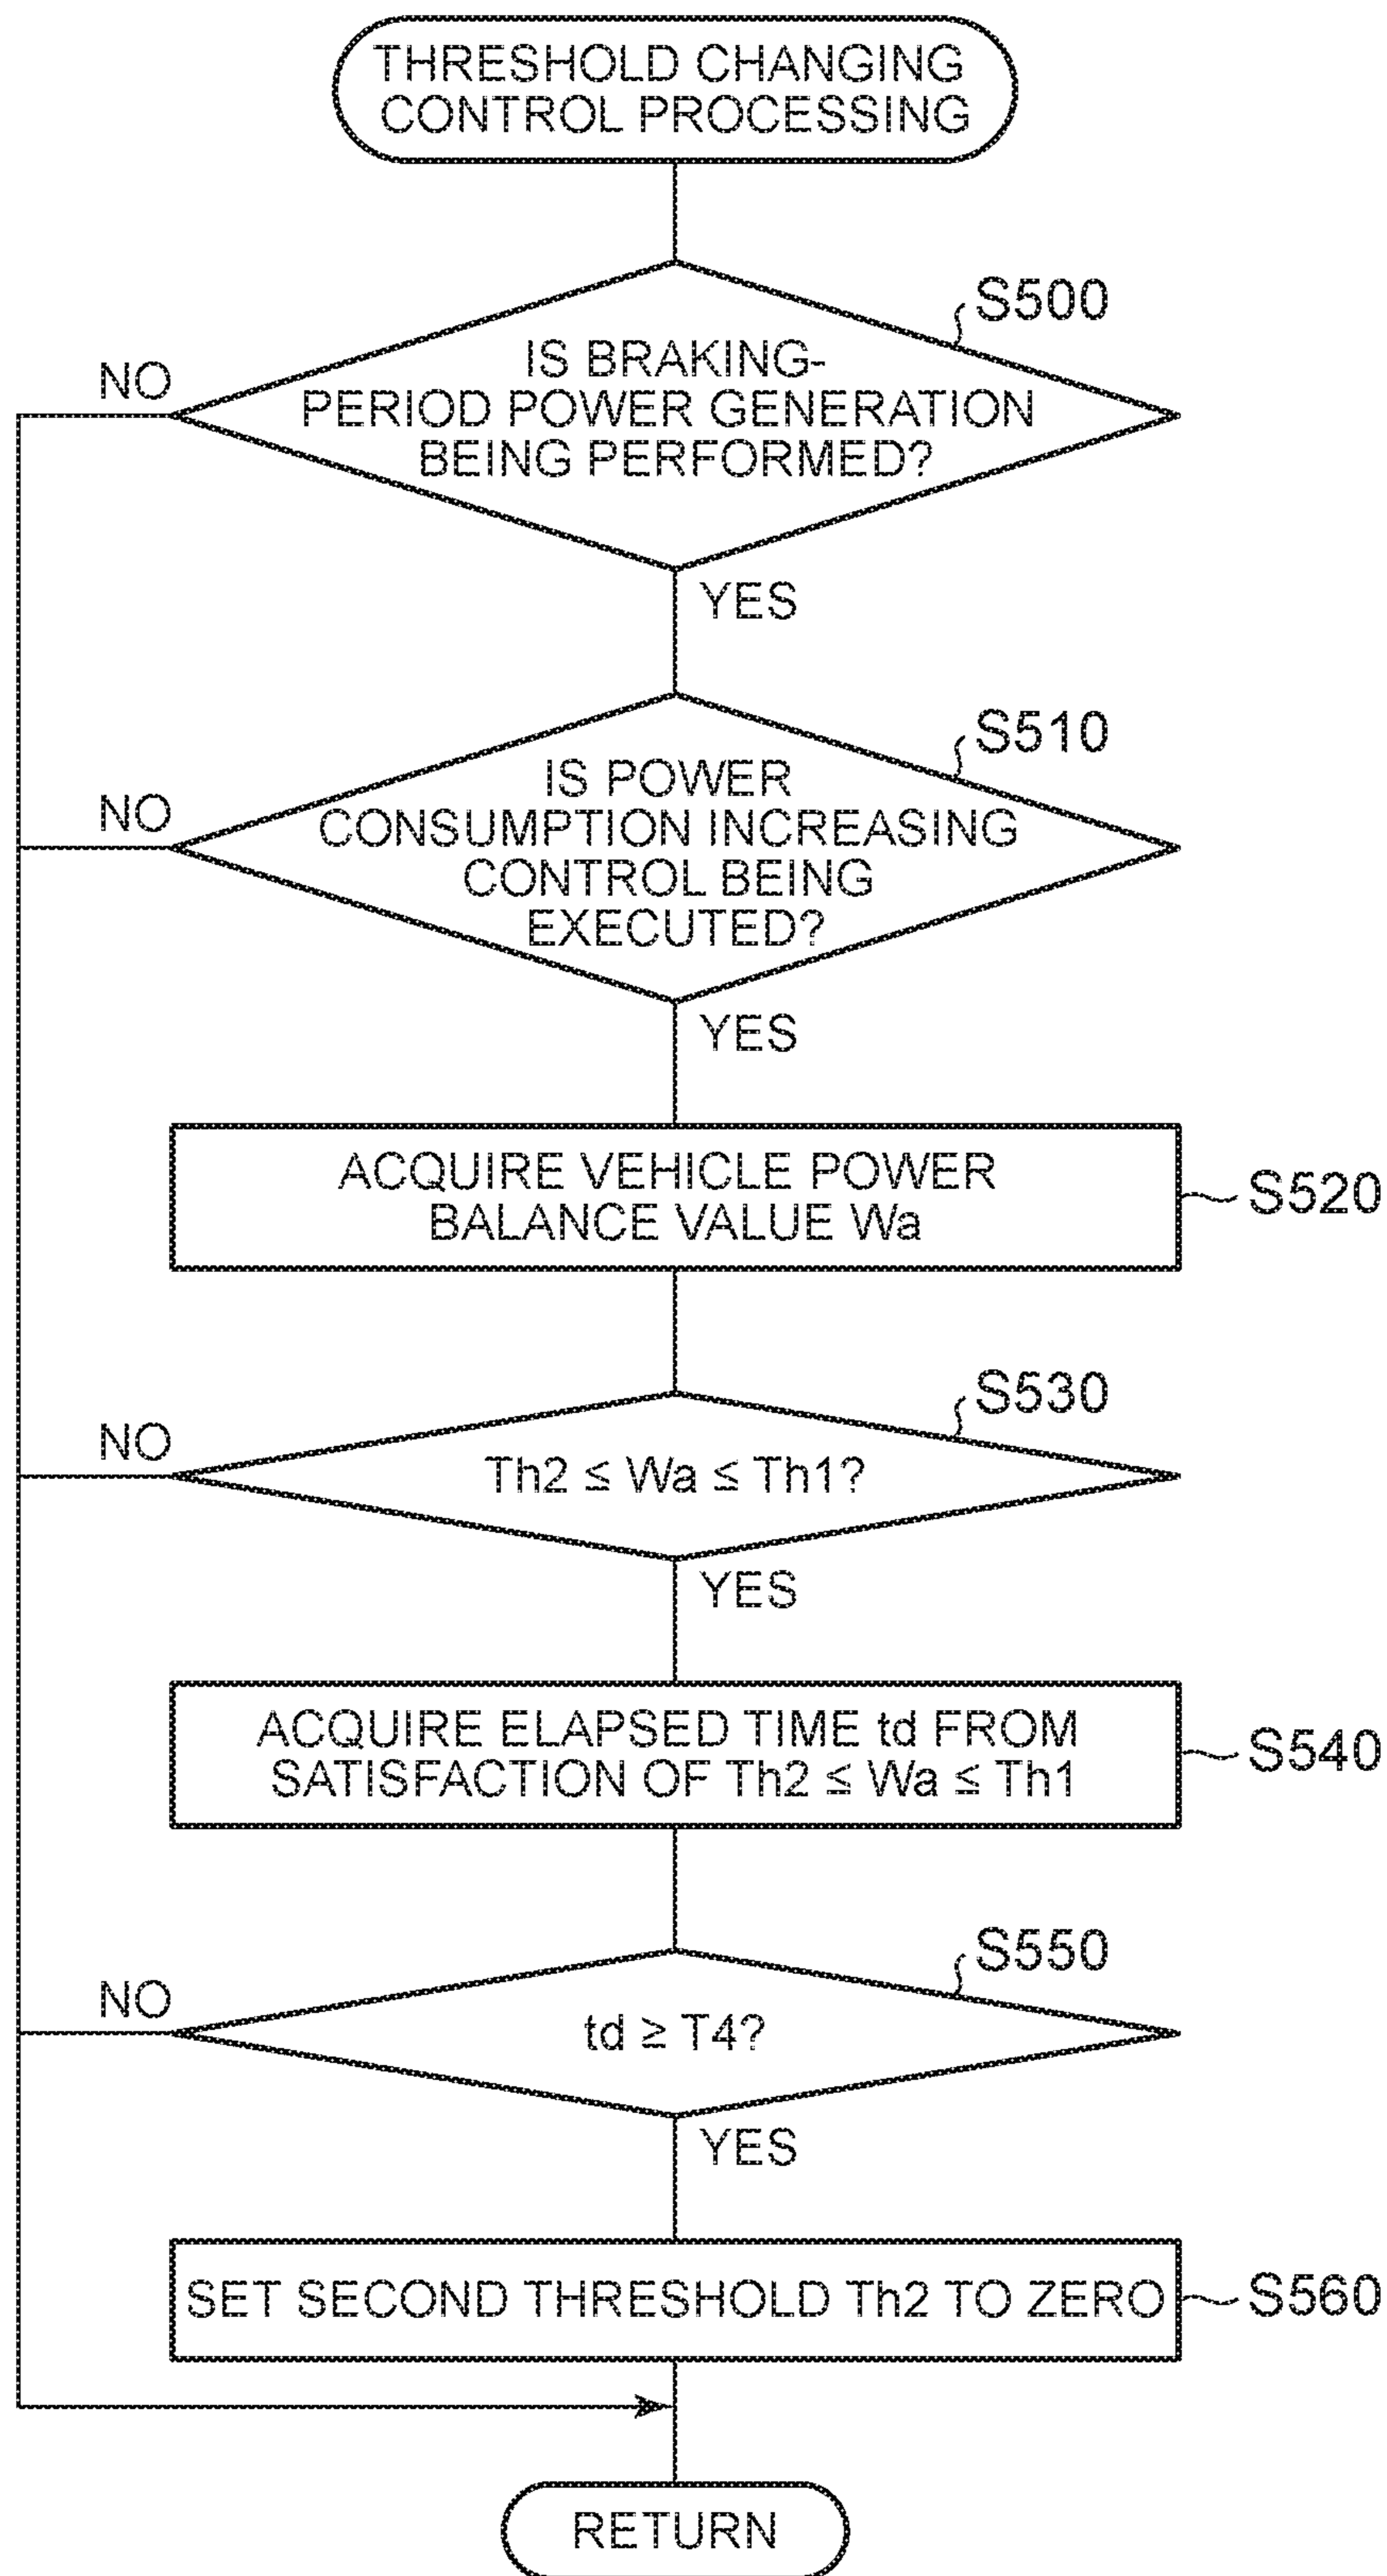 THRESHOLD CHANGING
CONTROL PROCESSING
S500
IS BRAKING-
PERIOD POWER GENERATION
BEING PERFORMED?
NO
YES
S510
IS POWER
CONSUMPTION INCREASING
CONTROL BEING
EXECUTED?
NO
YES
ACQUIRE VEHICLE POWER
BALANCE VALUE Wa
S520
S530
NO
Th2 ≤ Wa ≤ Th1?
YES
ACQUIRE ELAPSED TIME td FROM
SATISFACTION OF Th2 ≤ Wa ≤ Th1
S540
S550
NO
td ≥ T4?
YES
SET SECOND THRESHOLD Th2 TO ZERO
S560
RETURN